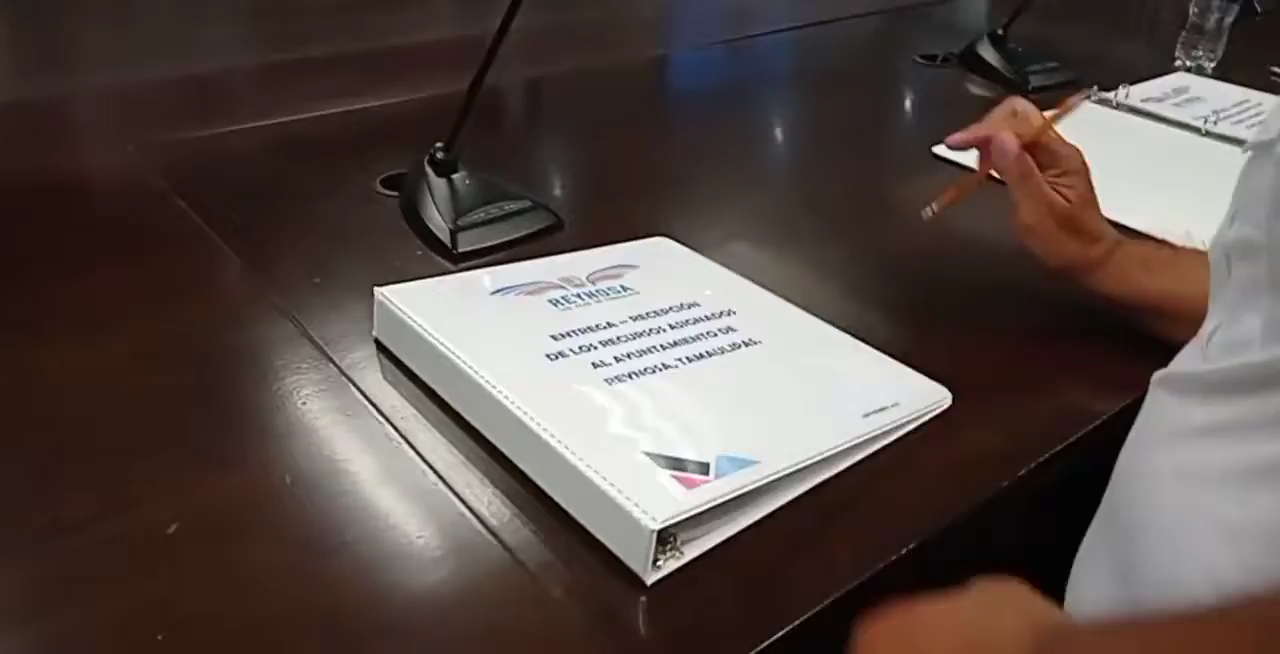 REYNOSA
ENTREGA – RECEPCIÓN
DE LOS RECURSOS ASIGNADOS
AL AYUNTAMIENTO DE
REYNOSA, TAMAULIPAS.